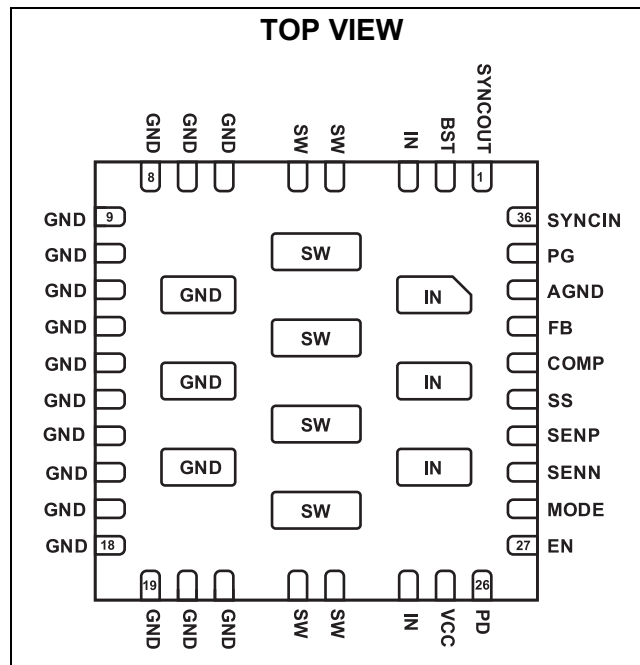 TOP VIEW
GND
GND
GND
SW
SW
IN
BST
SYNCOUT
8
1
GND
9
36
SYNCIN
GND
PG
SW
GND
GND
IN
AGND
GND
SW
FB
GND
GND
IN
COMP
GND
SS
GND
SW
SENP
GND
GND
IN
SENN
GND
SW
MODE
GND
18
27
EN
19
26
GND
GND
GND
SW
SW
IN
VCC
PD